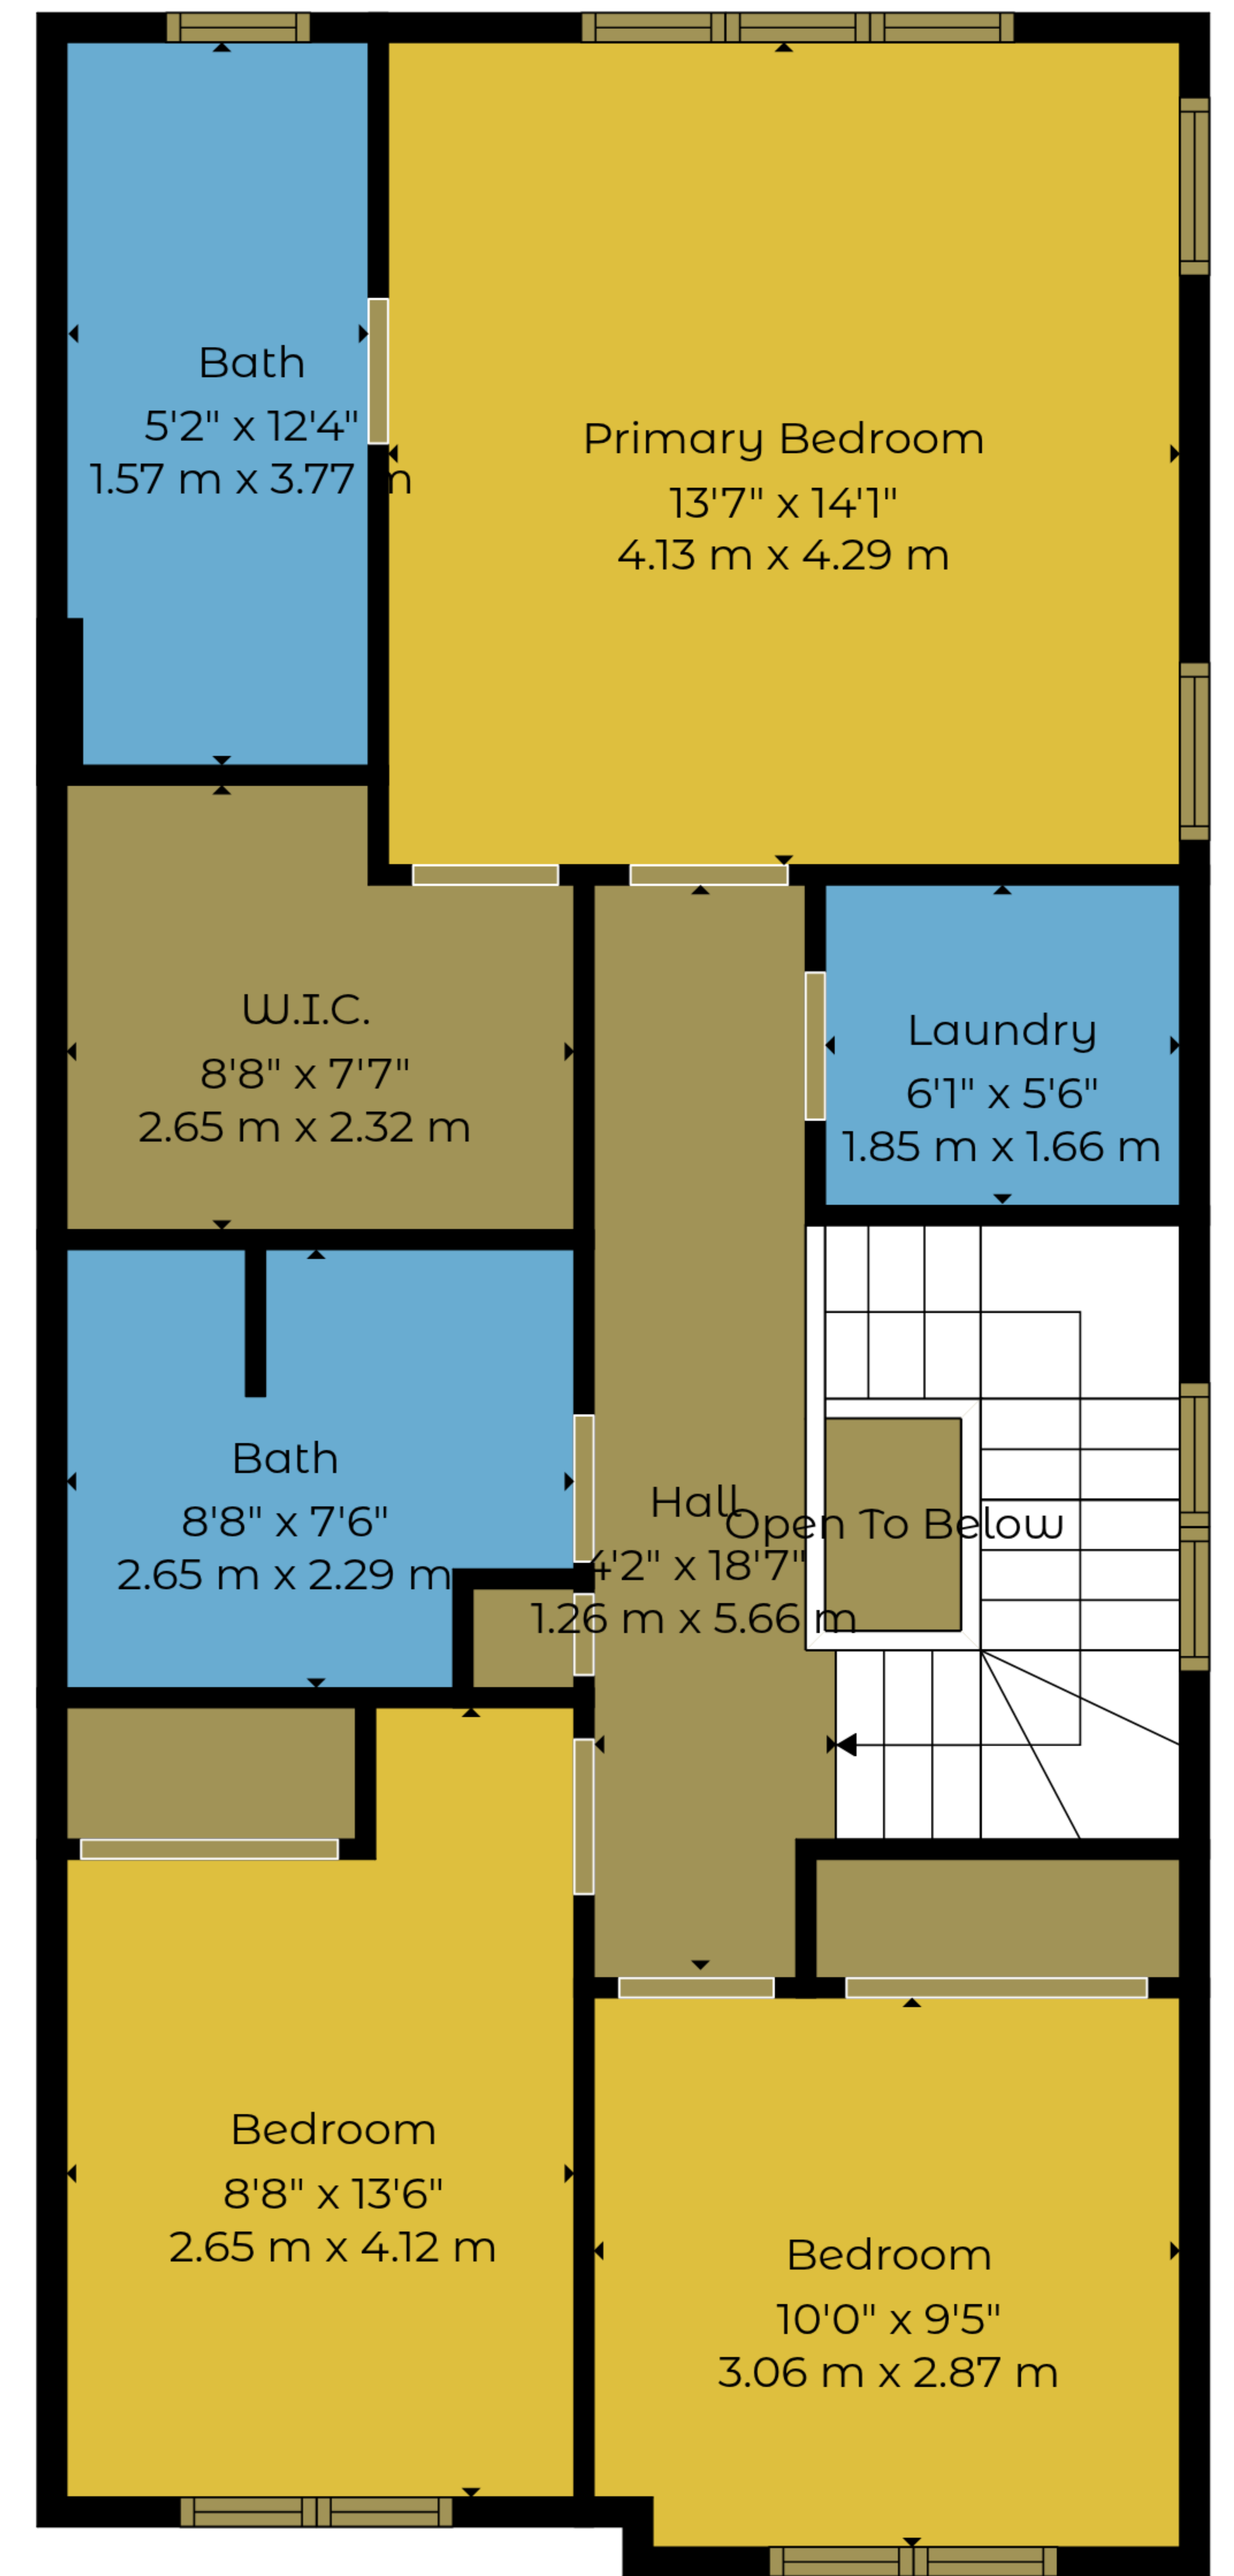 Bath
5'2" x 12'4"
1.57 m x 3.77 m
Primary Bedroom
13'7" x 14'1"
4.13 m x 4.29 m
W.I.C.
8'8" x 7'7"
2.65 m x 2.32 m
Laundry
6'1" x 5'6"
1.85 m x 1.66 m
Bath
8'8" x 7'6"
2.65 m x 2.29 m
Hall
4'2" x 18'7"
1.26 m x 5.66 m
Open To Below
Bedroom
8'8" x 13'6"
2.65 m x 4.12 m
Bedroom
10'0" x 9'5"
3.06 m x 2.87 m